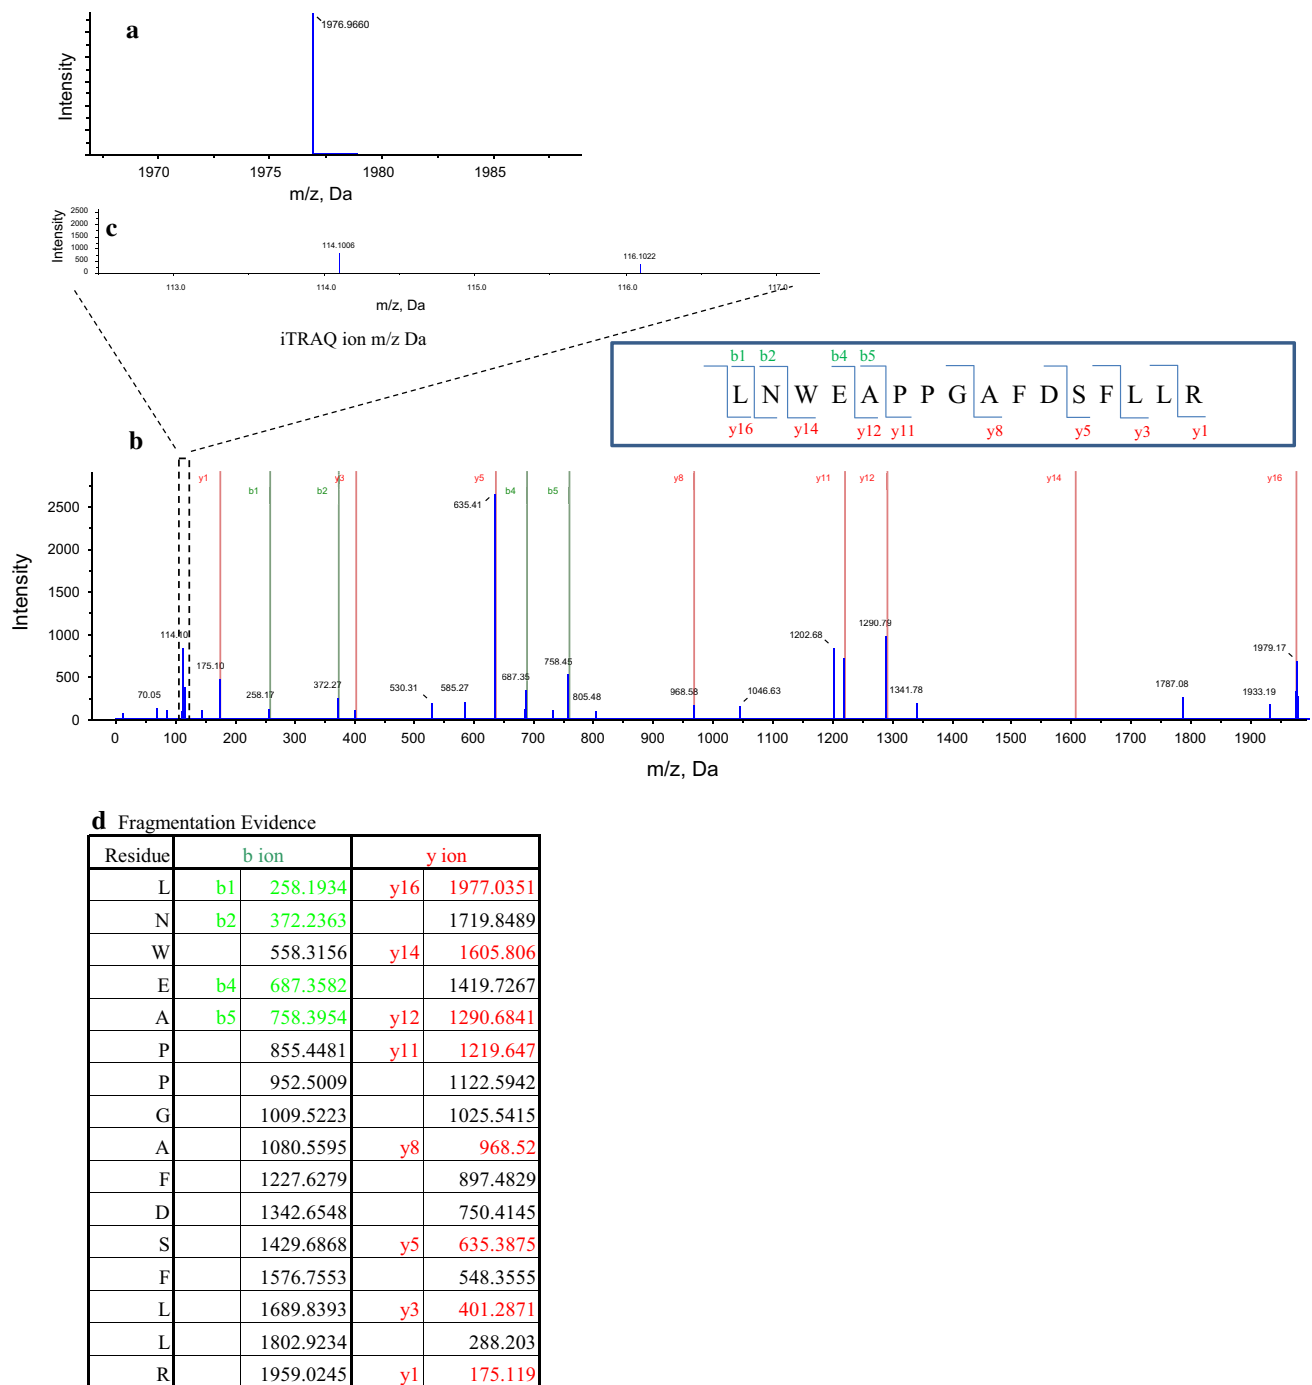 a
1976.9660
Intensity
1970 1975 1980 1985
m/z, Da
c
Intensity
2500
2000
1500
1000
500
0
114.1006
116.1022
113.0 114.0 115.0 116.0 117.0
m/z, Da
iTRAQ ion m/z Da
b1 b2 b4 b5
L N W E A P P G A F D S F L L R
y16 y14 y12 y11 y8 y5 y3 y1
b
y1 b1 b2 y3 y5 b4 b5 y8 y11 y12 y14 y16
Intensity
2500
2000
1500
1000
500
0
70.05
114.10
175.10
258.17
372.27
530.31
585.27
635.41
687.35
758.45
805.48
968.58
1046.63
1202.68
1290.79
1341.78
1787.08
1933.19
1979.17
0 100 200 300 400 500 600 700 800 900 1000 1100 1200 1300 1400 1500 1600 1700 1800 1900
m/z, Da
d Fragmentation Evidence
Residue b ion y ion
L b1 258.1934 y16 1977.0351
N b2 372.2363 1719.8489
W 558.3156 y14 1605.806
E b4 687.3582 1419.7267
A b5 758.3954 y12 1290.6841
P 855.4481 y11 1219.647
P 952.5009 1122.5942
G 1009.5223 1025.5415
A 1080.5595 y8 968.52
F 1227.6279 897.4829
D 1342.6548 750.4145
S 1429.6868 y5 635.3875
F 1576.7553 548.3555
L 1689.8393 y3 401.2871
L 1802.9234 288.203
R 1959.0245 y1 175.119